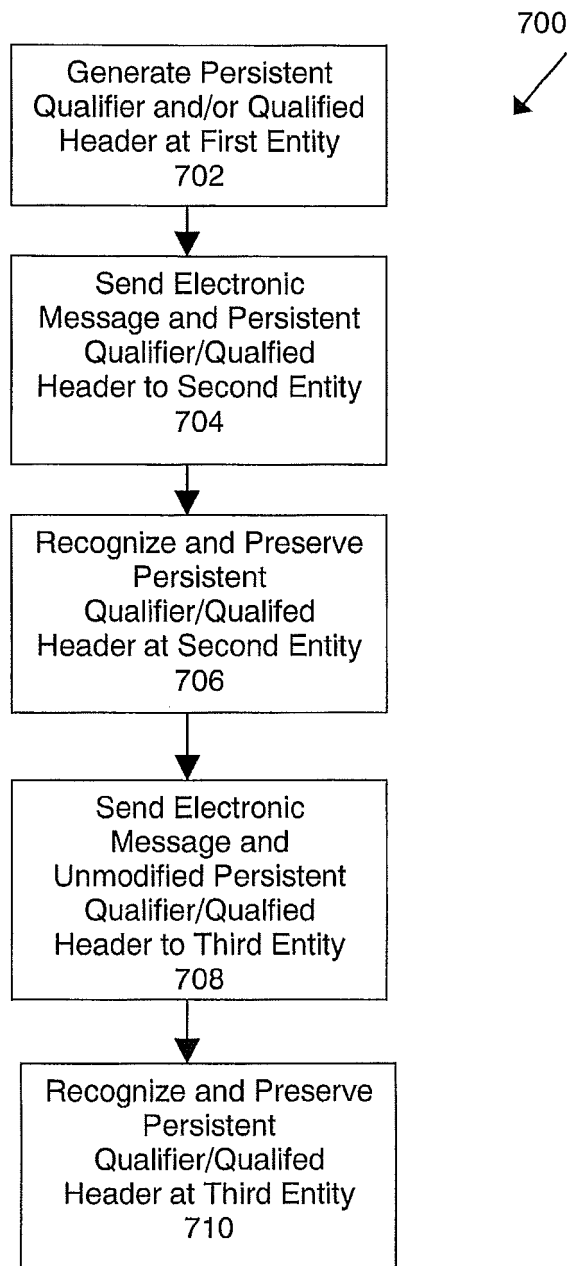 700
Generate Persistent
Qualifier and/or Qualified
Header at First Entity
702
Send Electronic
Message and Persistent
Qualifier/Qualfied
Header to Second Entity
704
Recognize and Preserve
Persistent
Qualifier/Qualifed
Header at Second Entity
706
Send Electronic
Message and
Unmodified Persistent
Qualifier/Qualfied
Header to Third Entity
708
Recognize and Preserve
Persistent
Qualifier/Qualifed
Header at Third Entity
710